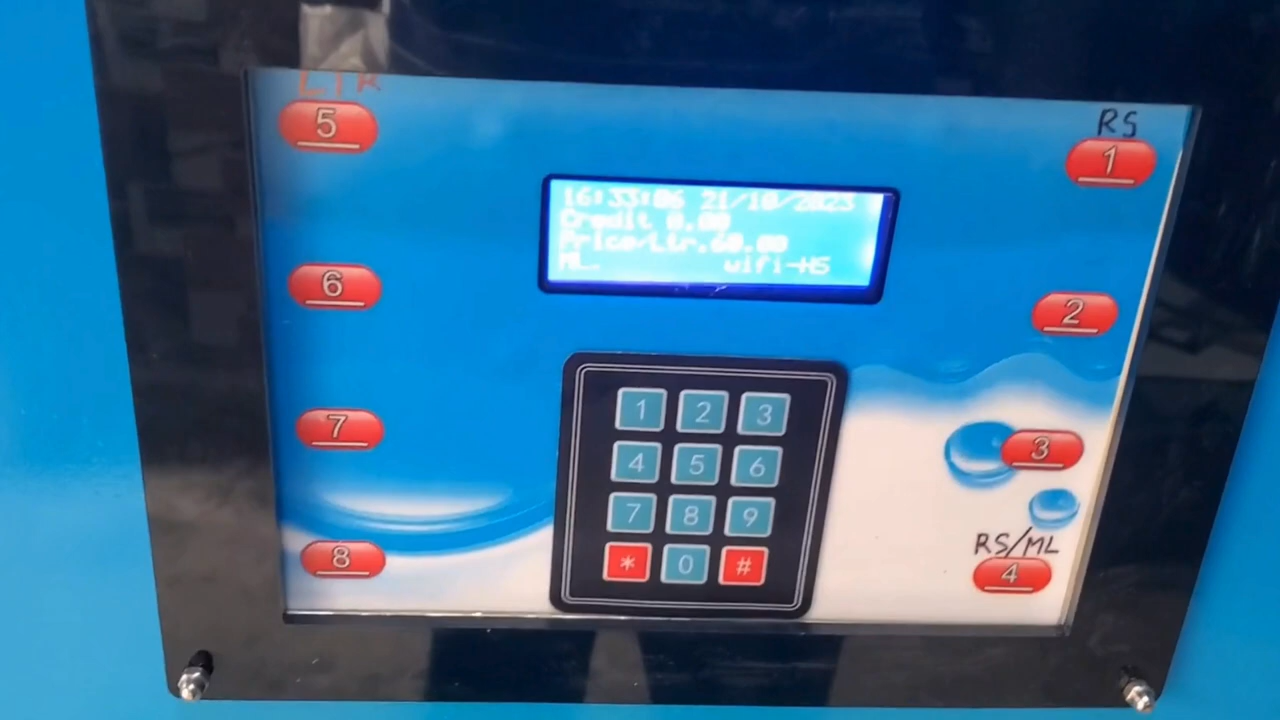 LTR
5
RS
1
16:33:06 21/10/2023
Credit 0.00
Price/Ltr.60.00
ML. wifi→HS
6
2
7
3
8
RS/ML
4
1 2 3
4 5 6
7 8 9
* 0 #